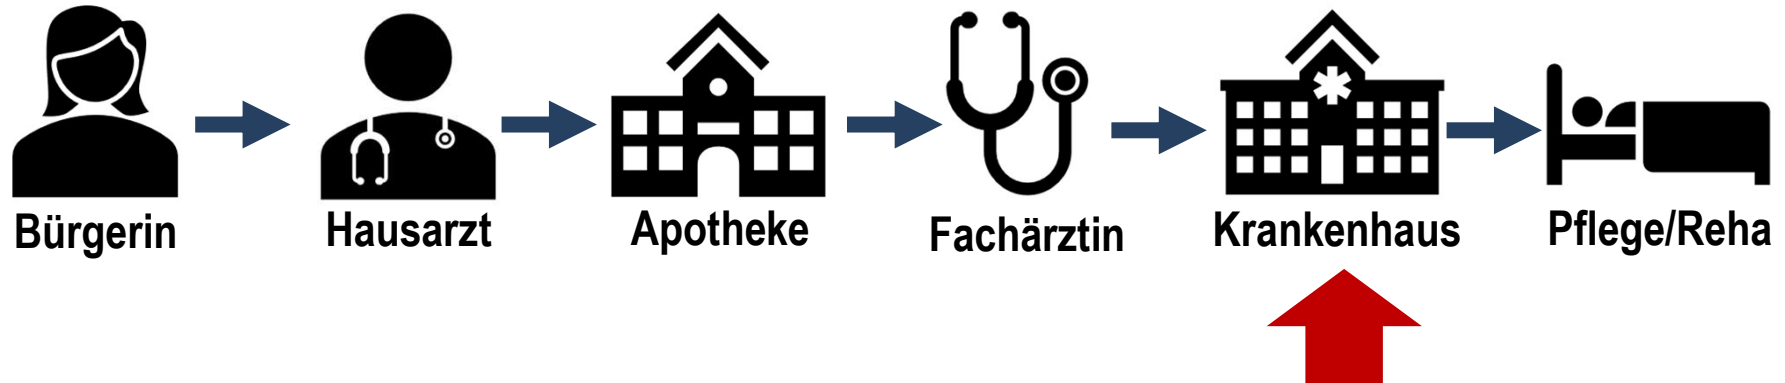 Bürgerin
Hausarzt
Apotheke
Fachärztin
Krankenhaus
Pflege/Reha